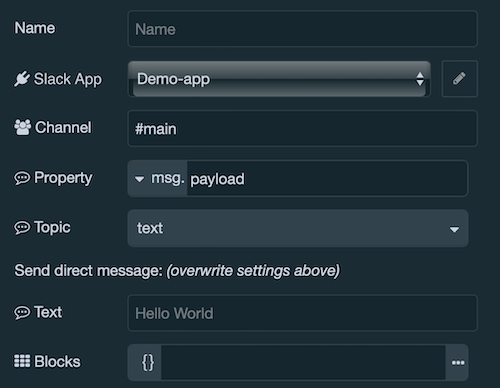 Name Name
Slack App Demo-app
Channel #main
Property msg. payload
Topic text
Send direct message: (overwrite settings above)
Text Hello World
Blocks {} •••